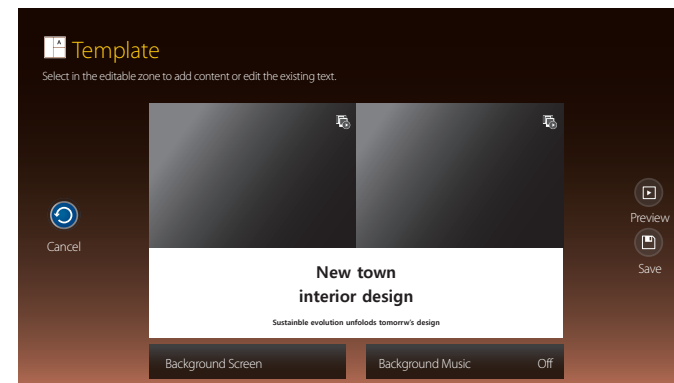 Template
Select in the editable zone to add content or edit the existing text.
Cancel
Preview
Save
New town
interior design
Sustainble evolution unfolods tomorrw's design
Background Screen
Background Music Off